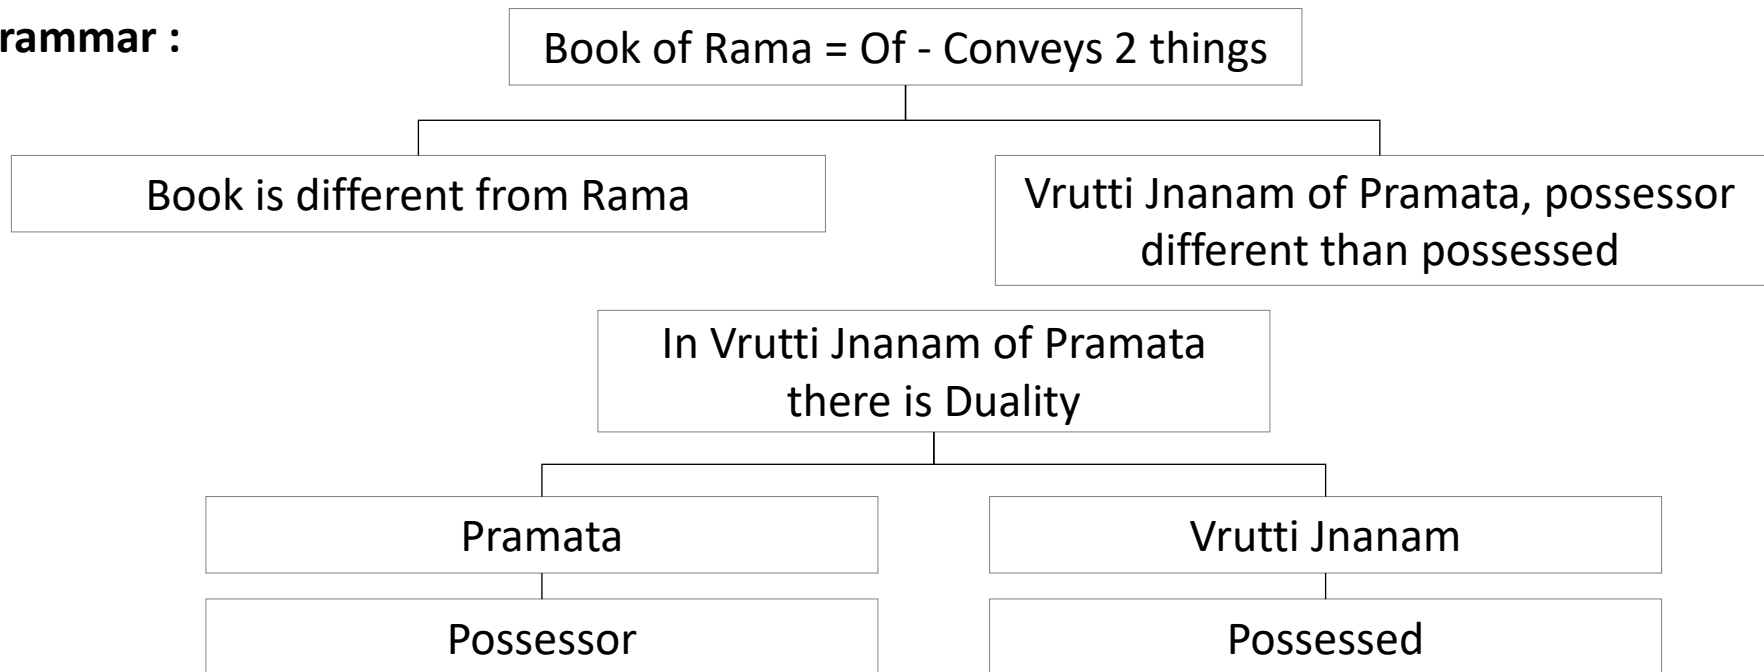 rammar :
Book of Rama = Of - Conveys 2 things
Book is different from Rama
Vrutti Jnanam of Pramata, possessor
different than possessed
In Vrutti Jnanam of Pramata
there is Duality
Pramata
Vrutti Jnanam
Possessor
Possessed